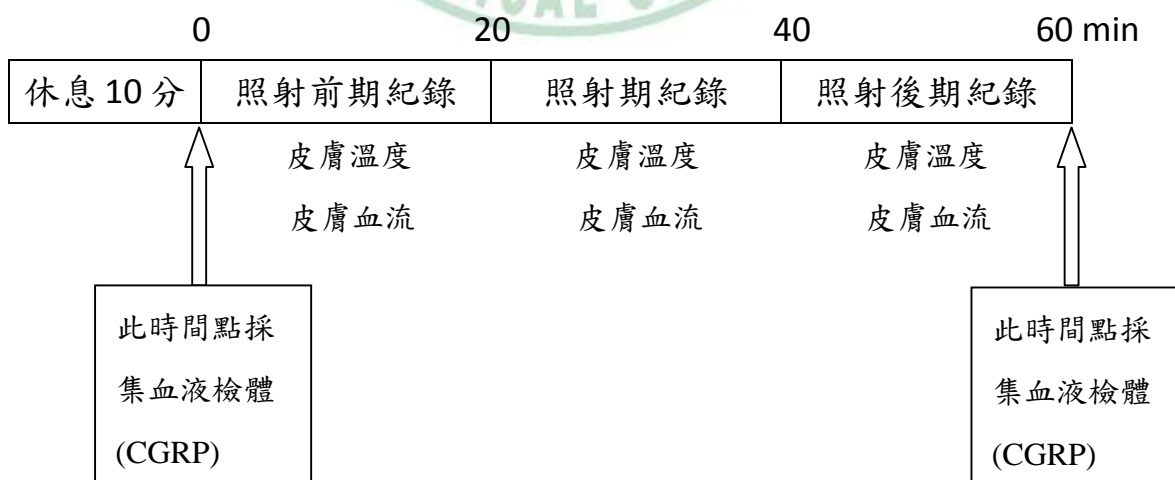 0 20 40 60 min
休息 10 分 照射前期紀錄 照射期紀錄 照射後期紀錄
皮膚溫度 皮膚溫度 皮膚溫度
皮膚血流 皮膚血流 皮膚血流
此時間點採
集血液檢體
(CGRP)
此時間點採
集血液檢體
(CGRP)